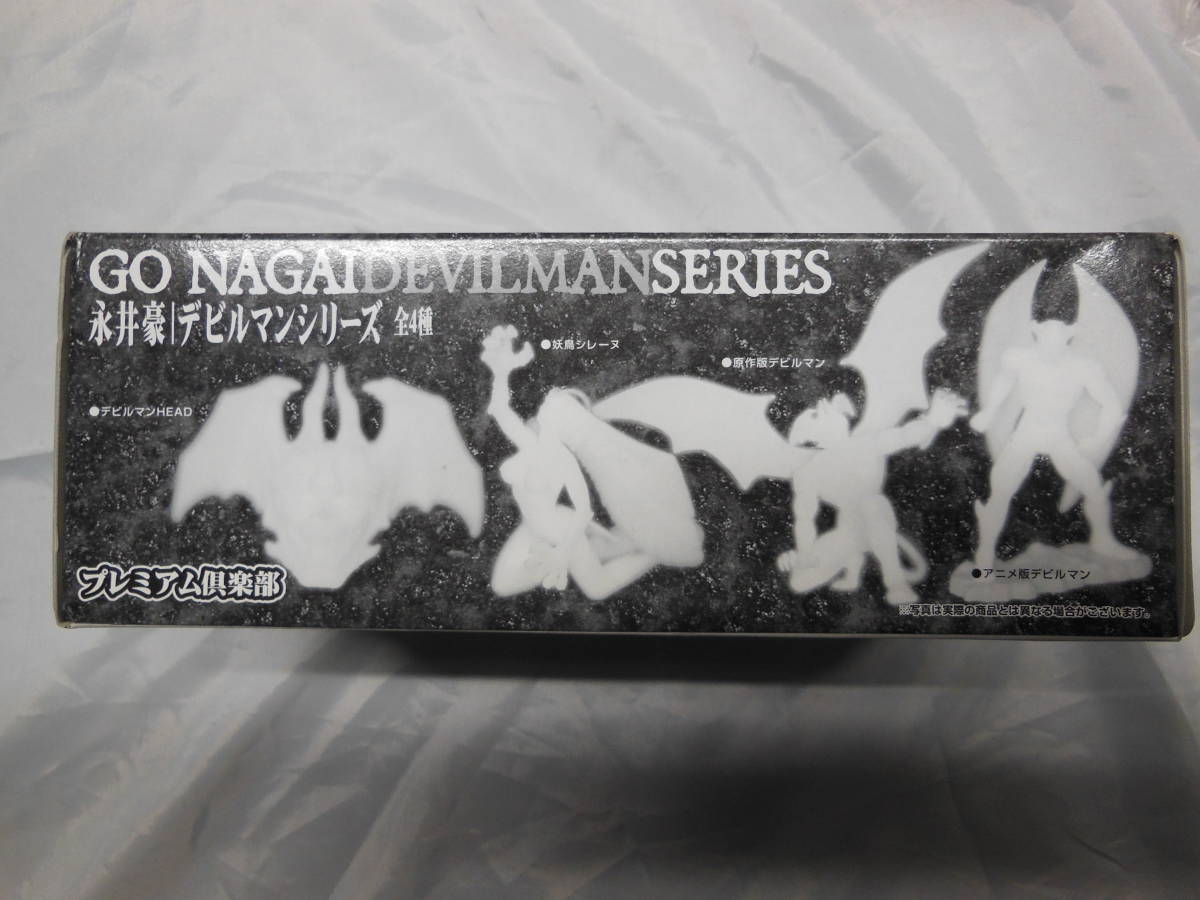 GO NAGAI DEVILMAN SERIES
永井豪|デビルマンシリーズ 全4種
●妖鳥シレーヌ
●原作版デビルマン
●デビルマンHEAD
●アニメ版デビルマン
プレミアム倶楽部
※写真は実際の商品とは異なる場合がございます。